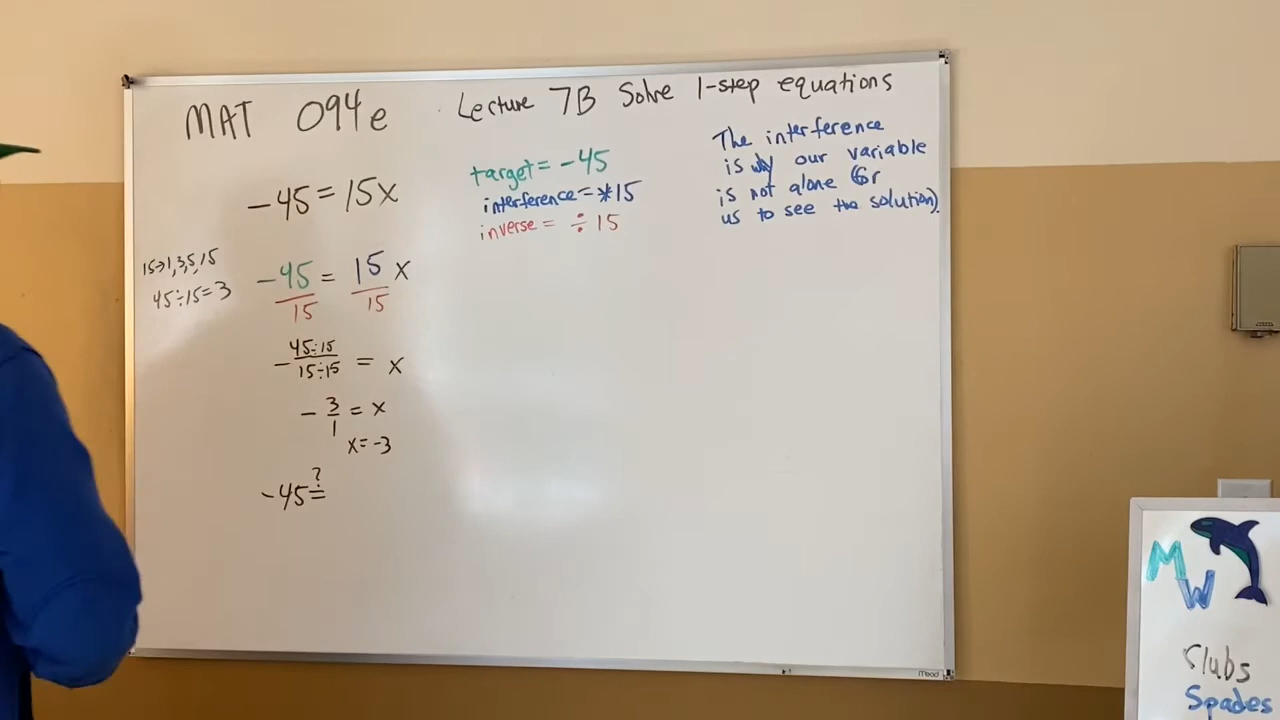 MAT 094e
Lecture 7B Solve 1-step equations
-45 = 15x
target = -45
interference = *15
inverse = ÷ 15
The interference
is why our variable
is not alone (for
us to see the solution).
15→1,3,5,15
45÷15=3
-45/15 = 15/15 x
- 45÷15/15÷15 = x
- 3/1 = x
x = -3
-45 ?=
mead
MW
Clubs
Spades